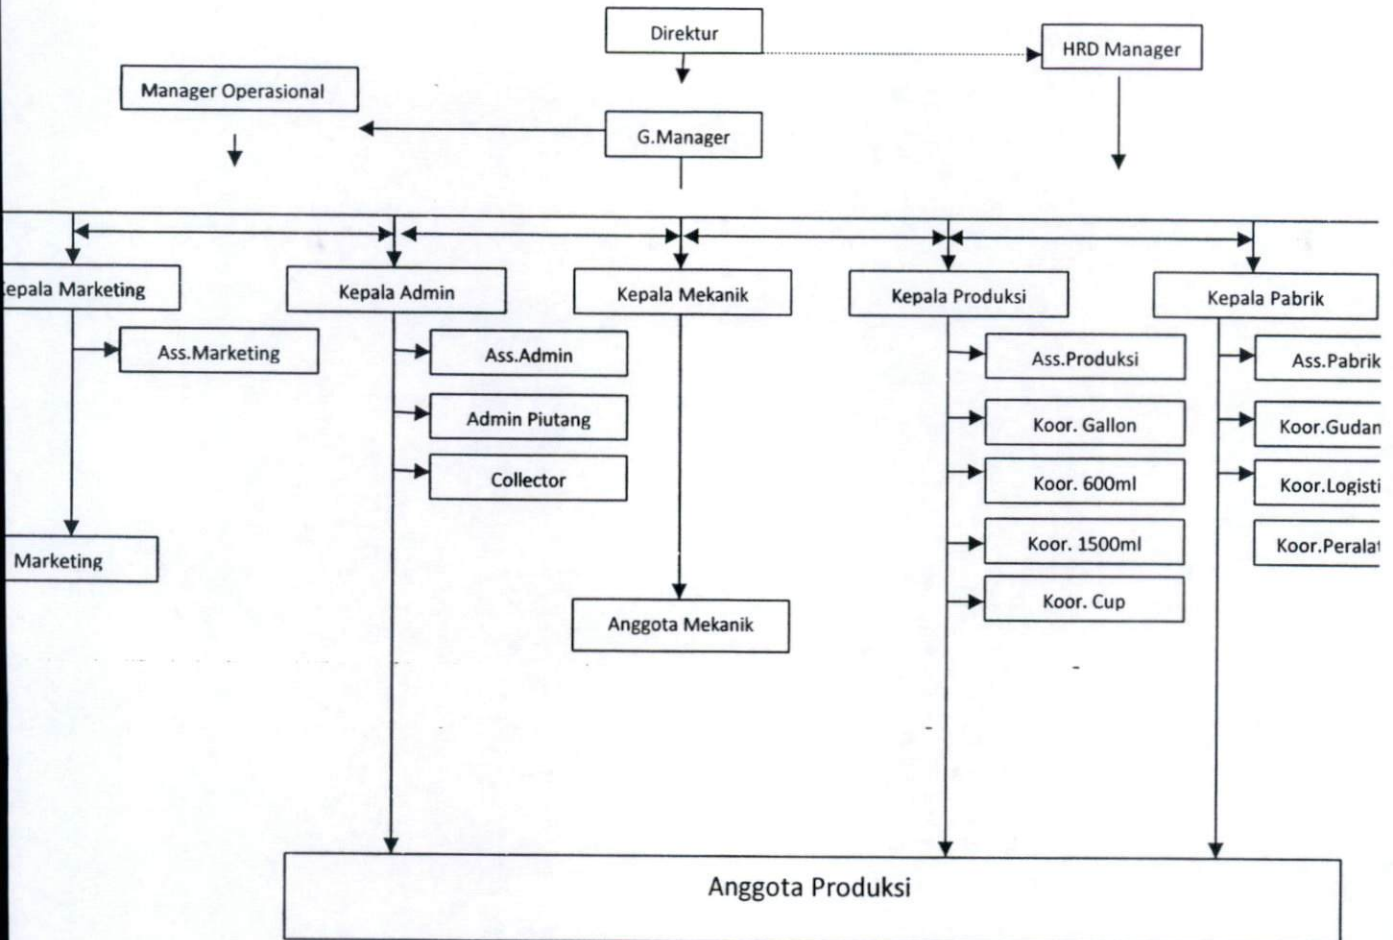 Direktur
HRD Manager
Manager Operasional
G.Manager
epala Marketing
Kepala Admin
Kepala Mekanik
Kepala Produksi
Kepala Pabrik
Ass.Marketing
Ass.Admin
Ass.Produksi
Ass.Pabrik
Admin Piutang
Koor. Gallon
Koor.Gudan
Collector
Koor. 600ml
Koor.Logisti
Marketing
Koor. 1500ml
Koor.Perala
Koor. Cup
Anggota Mekanik
Anggota Produksi